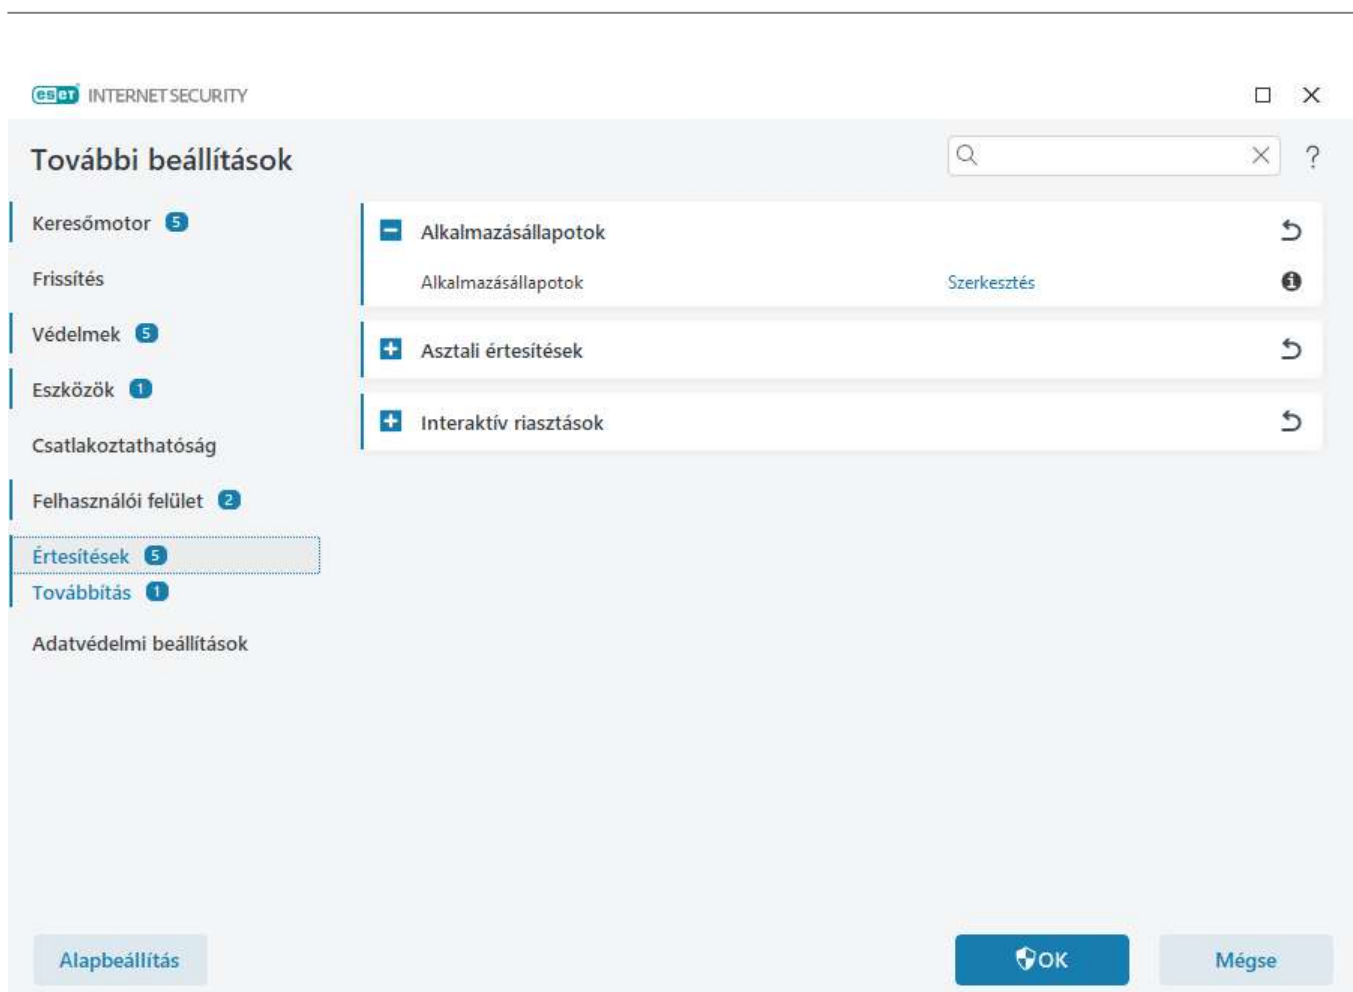 eset INTERNET SECURITY
További beállítások
?
Keresőmotor 5
Frissítés
Védelmek 5
Eszközök 1
Csatlakoztathatóság
Felhasználói felület 2
Értesítések 5
Továbbítás 1
Adatvédelmi beállítások
Alkalmazásállapotok
Alkalmazásállapotok Szerkesztés
Asztali értesítések
Interaktív riasztások
Alapbeállítás
OK
Mégse